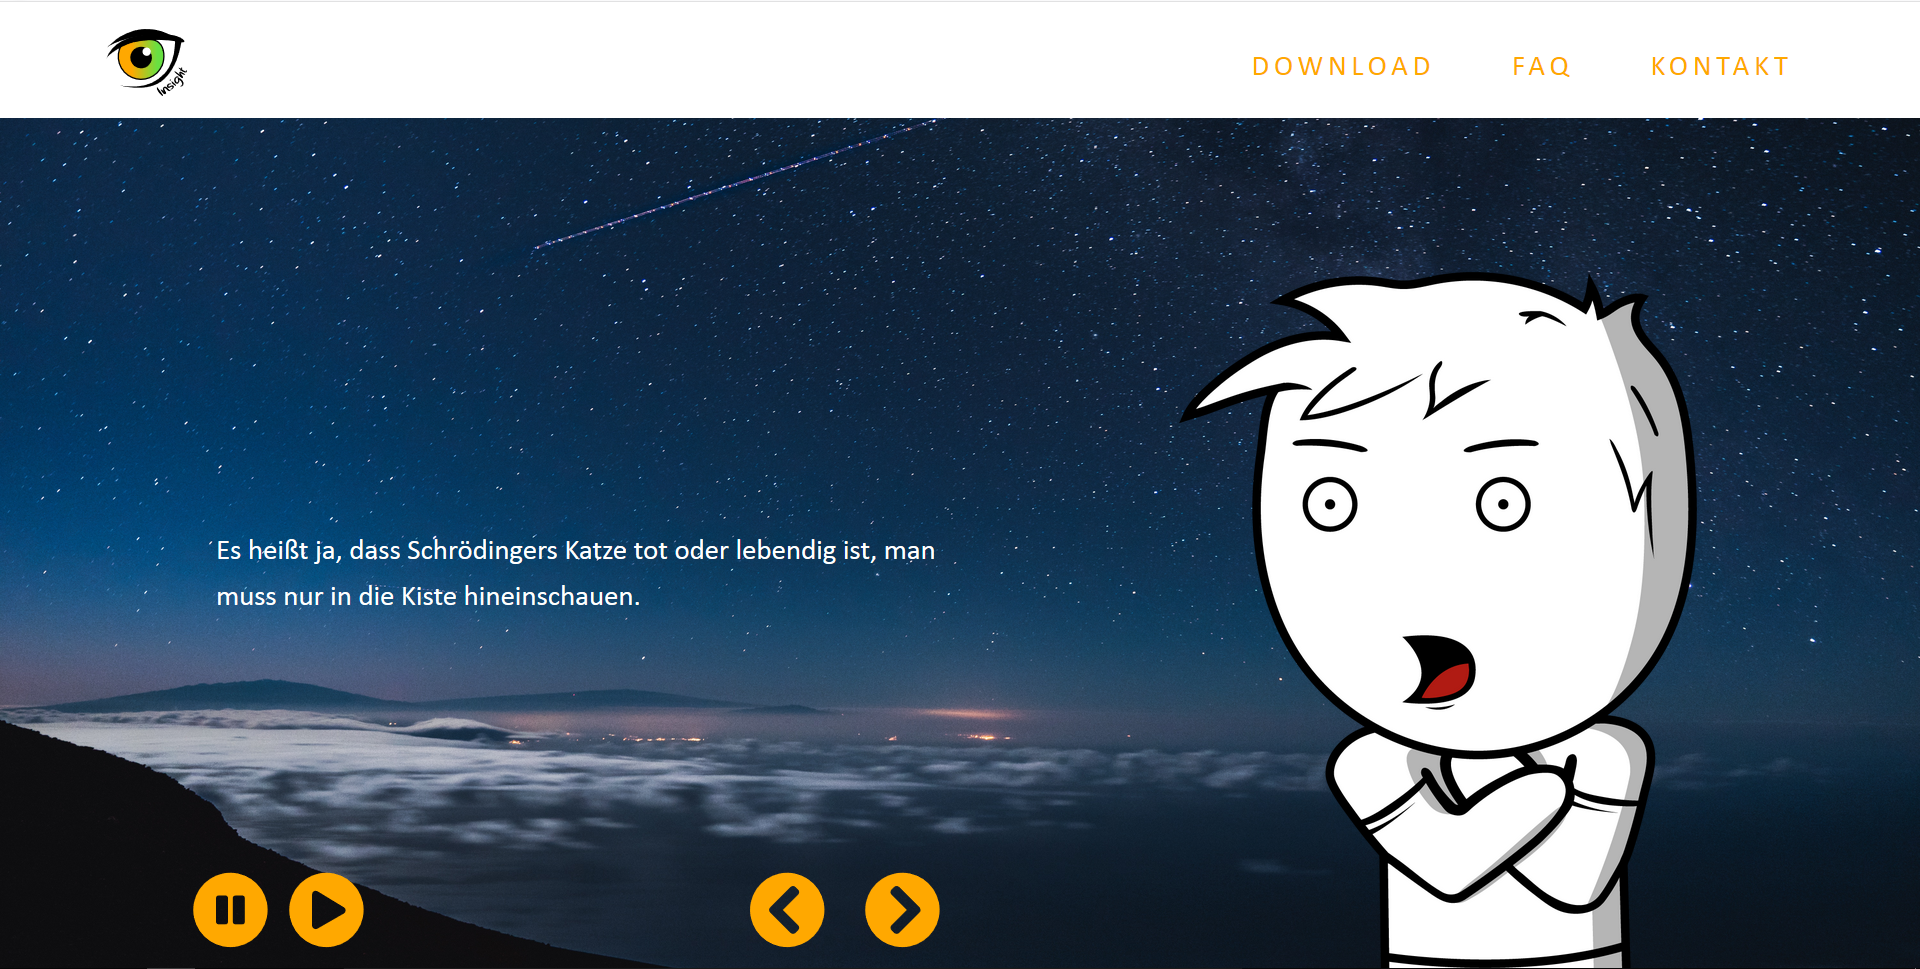 Insight
DOWNLOAD FAQ KONTAKT
Es heißt ja, dass Schrödingers Katze tot oder lebendig ist, man
muss nur in die Kiste hineinschauen.